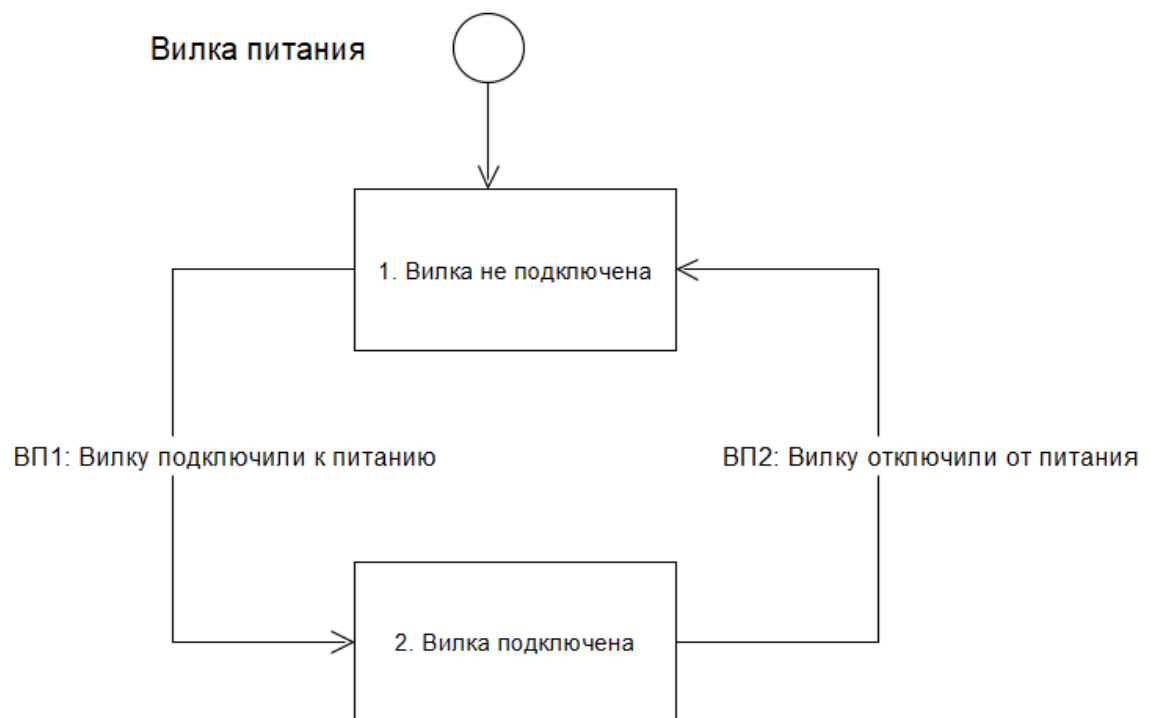 Вилка питания
1. Вилка не подключена
ВП1: Вилку подключили к питанию
ВП2: Вилку отключили от питания
2. Вилка подключена